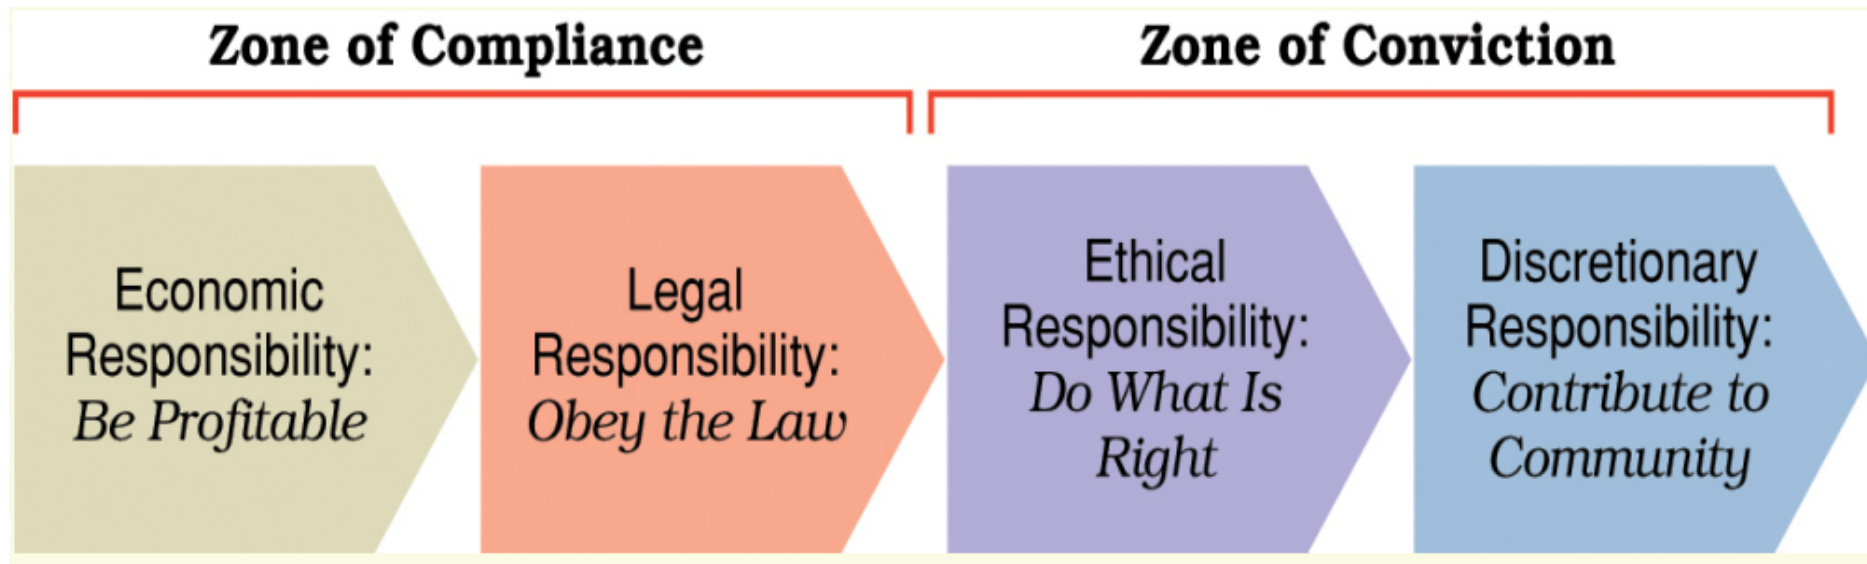 Zone of Compliance
Zone of Conviction
Economic
Responsibility:
Be Profitable
Legal
Responsibility:
Obey the Law
Ethical
Responsibility:
Do What Is
Right
Discretionary
Responsibility:
Contribute to
Community